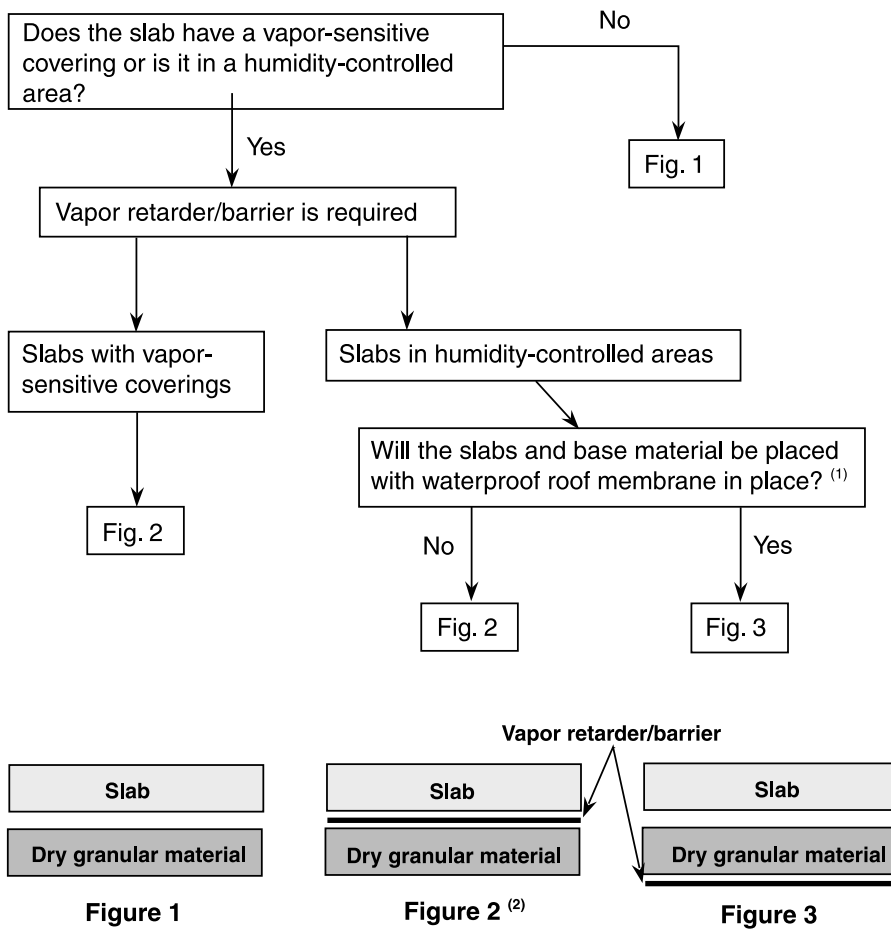 Does the slab have a vapor-sensitive
covering or is it in a humidity-controlled
area?
No
Yes
Fig. 1
Vapor retarder/barrier is required
Slabs with vapor-
sensitive coverings
Slabs in humidity-controlled areas
Fig. 2
Will the slabs and base material be placed
with waterproof roof membrane in place? (1)
No
Yes
Fig. 2
Fig. 3
Vapor retarder/barrier
Slab
Dry granular material
Figure 1
Slab
Dry granular material
Figure 2 (2)
Slab
Dry granular material
Figure 3